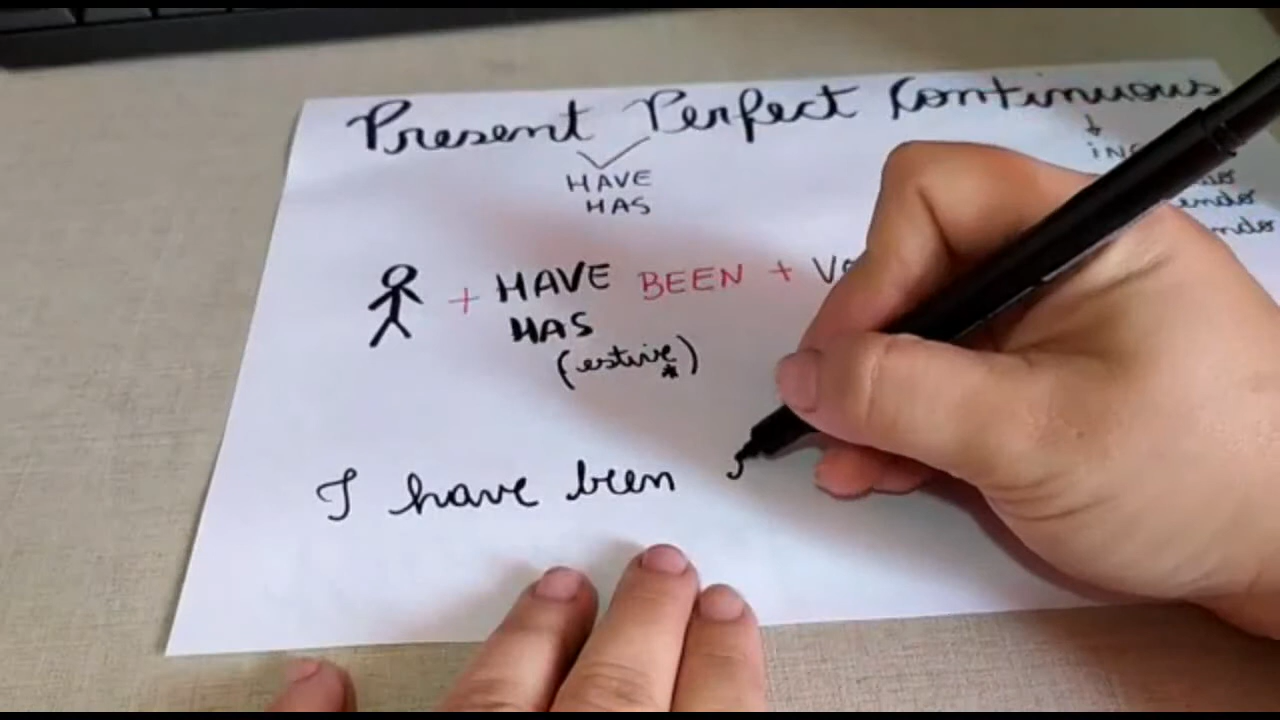 Present Perfect Continuous
HAVE
HAS
+ HAVE BEEN +
HAS
(estive*)
I have been